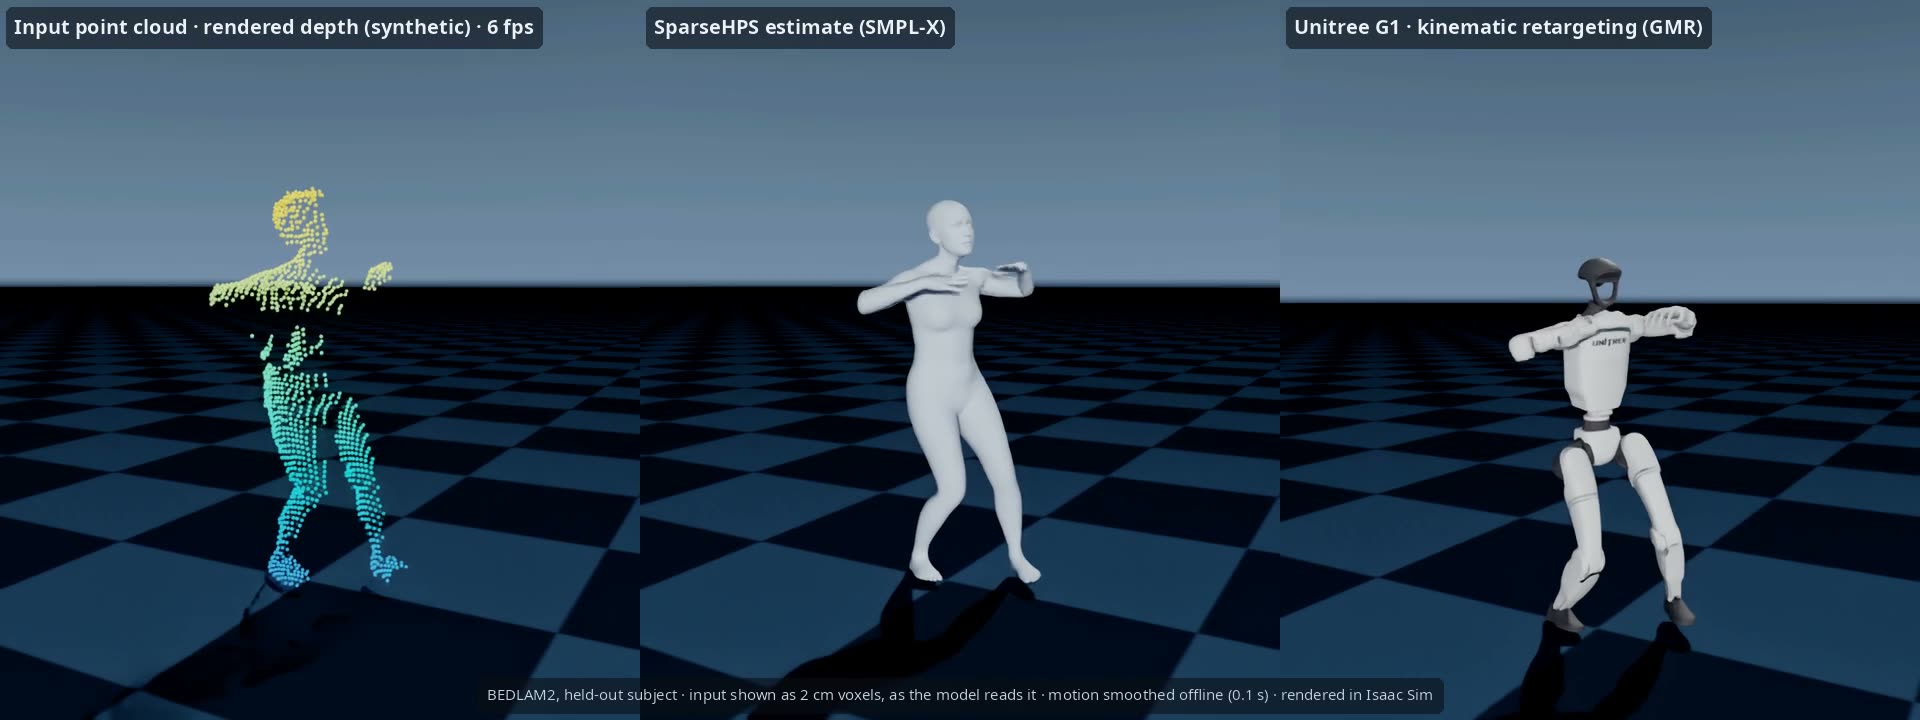 Input point cloud · rendered depth (synthetic) · 6 fps
SparseHPS estimate (SMPL-X)
Unitree G1 · kinematic retargeting (GMR)
UNITREE
BEDLAM2, held-out subject · input shown as 2 cm voxels, as the model reads it · motion smoothed offline (0.1 s) · rendered in Isaac Sim